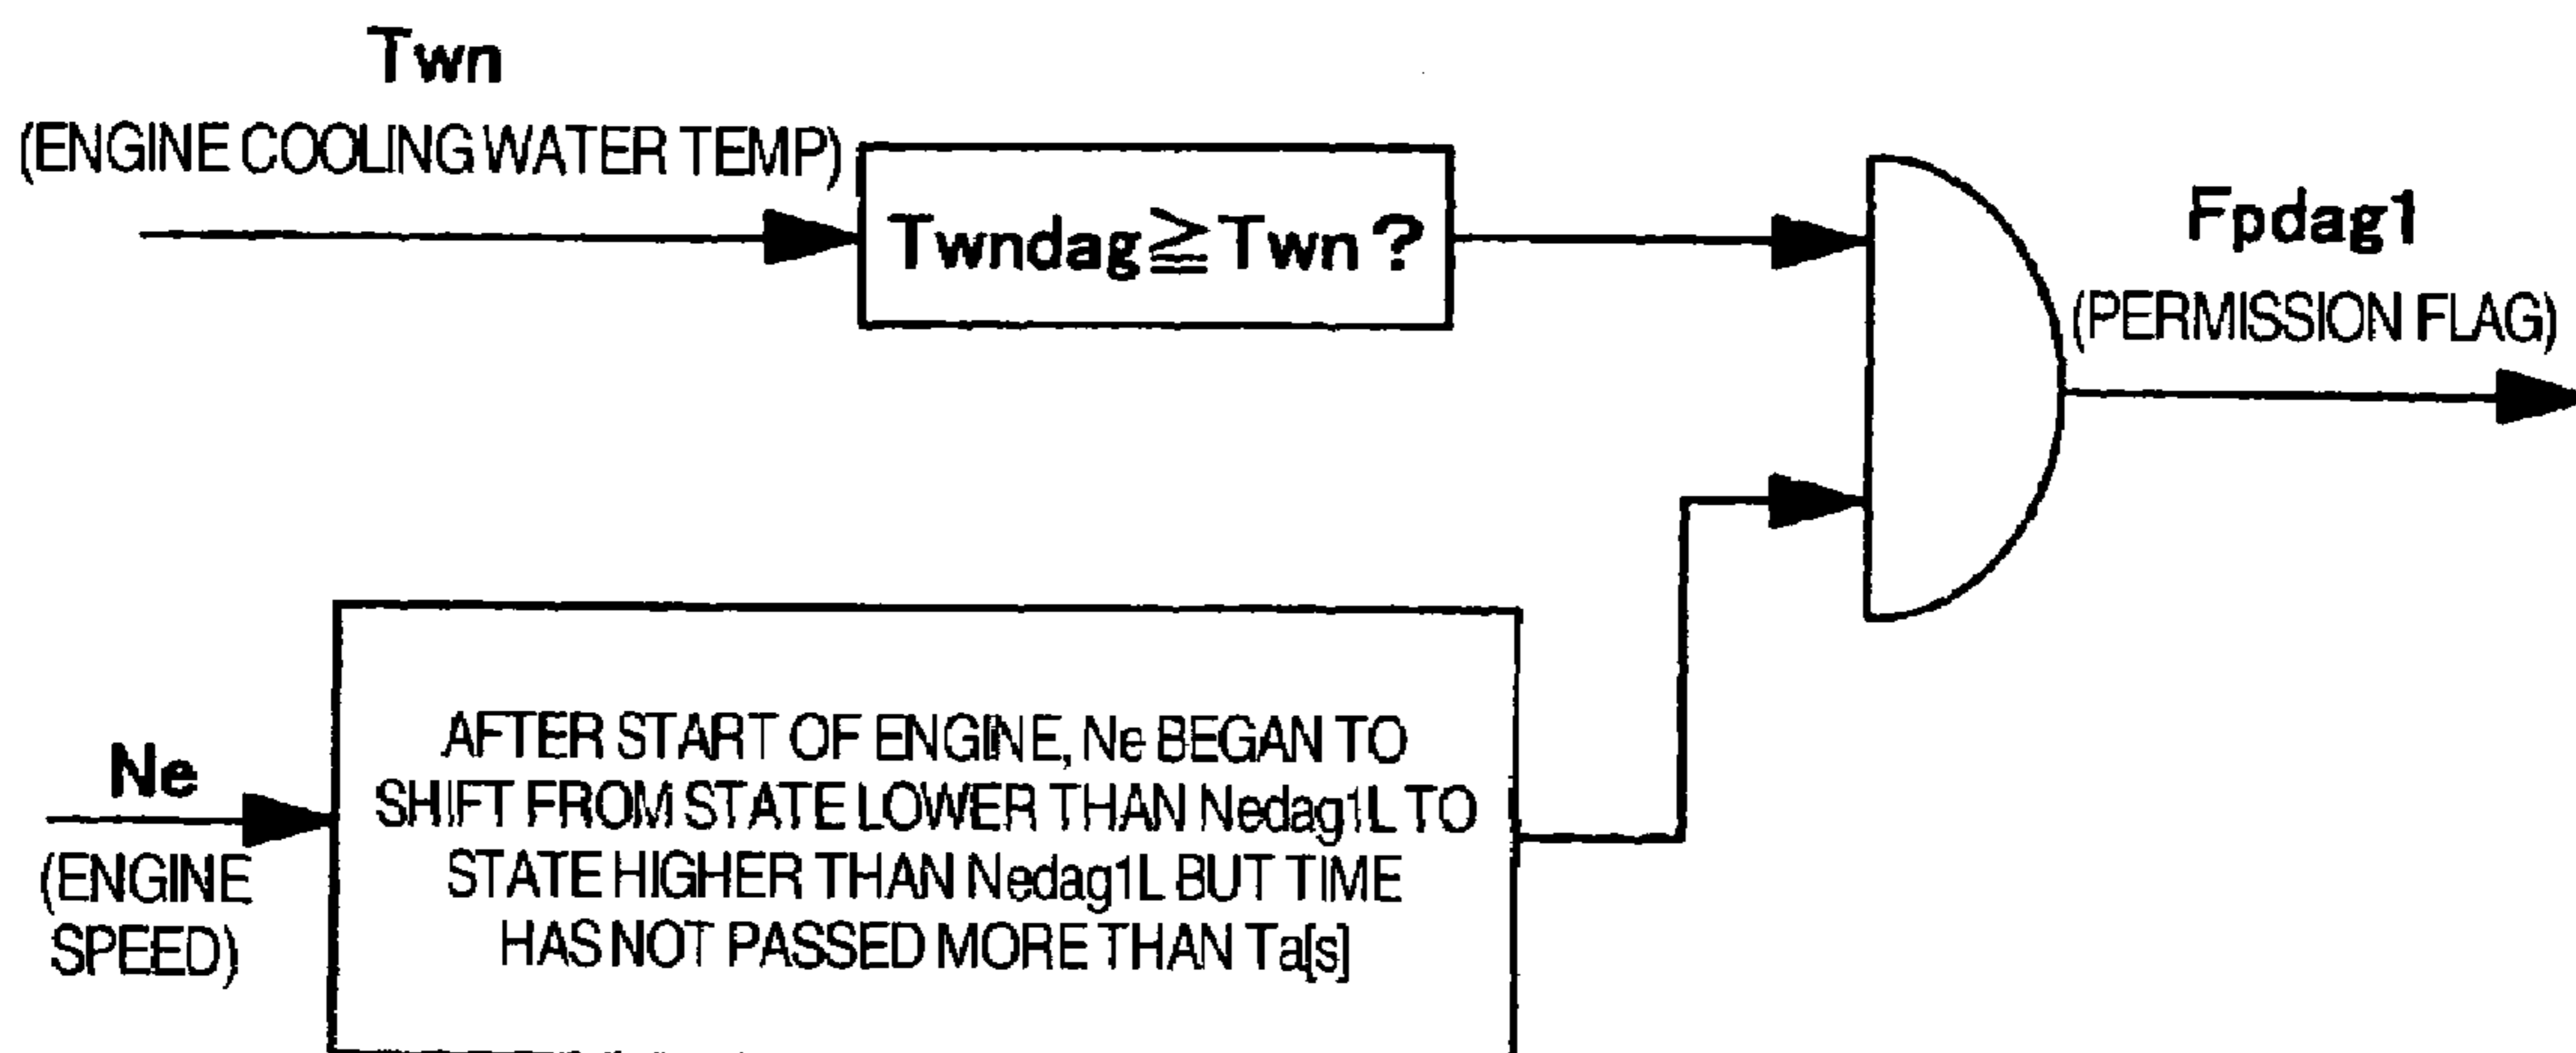 Twn
(ENGINE COOLING WATER TEMP)
Twndag≧Twn?
Fpdag1
(PERMISSION FLAG)
Ne
(ENGINE
SPEED)
AFTER START OF ENGINE, Ne BEGAN TO
SHIFT FROM STATE LOWER THAN Nedag1L TO
STATE HIGHER THAN Nedag1L BUT TIME
HAS NOT PASSED MORE THAN Ta[s]